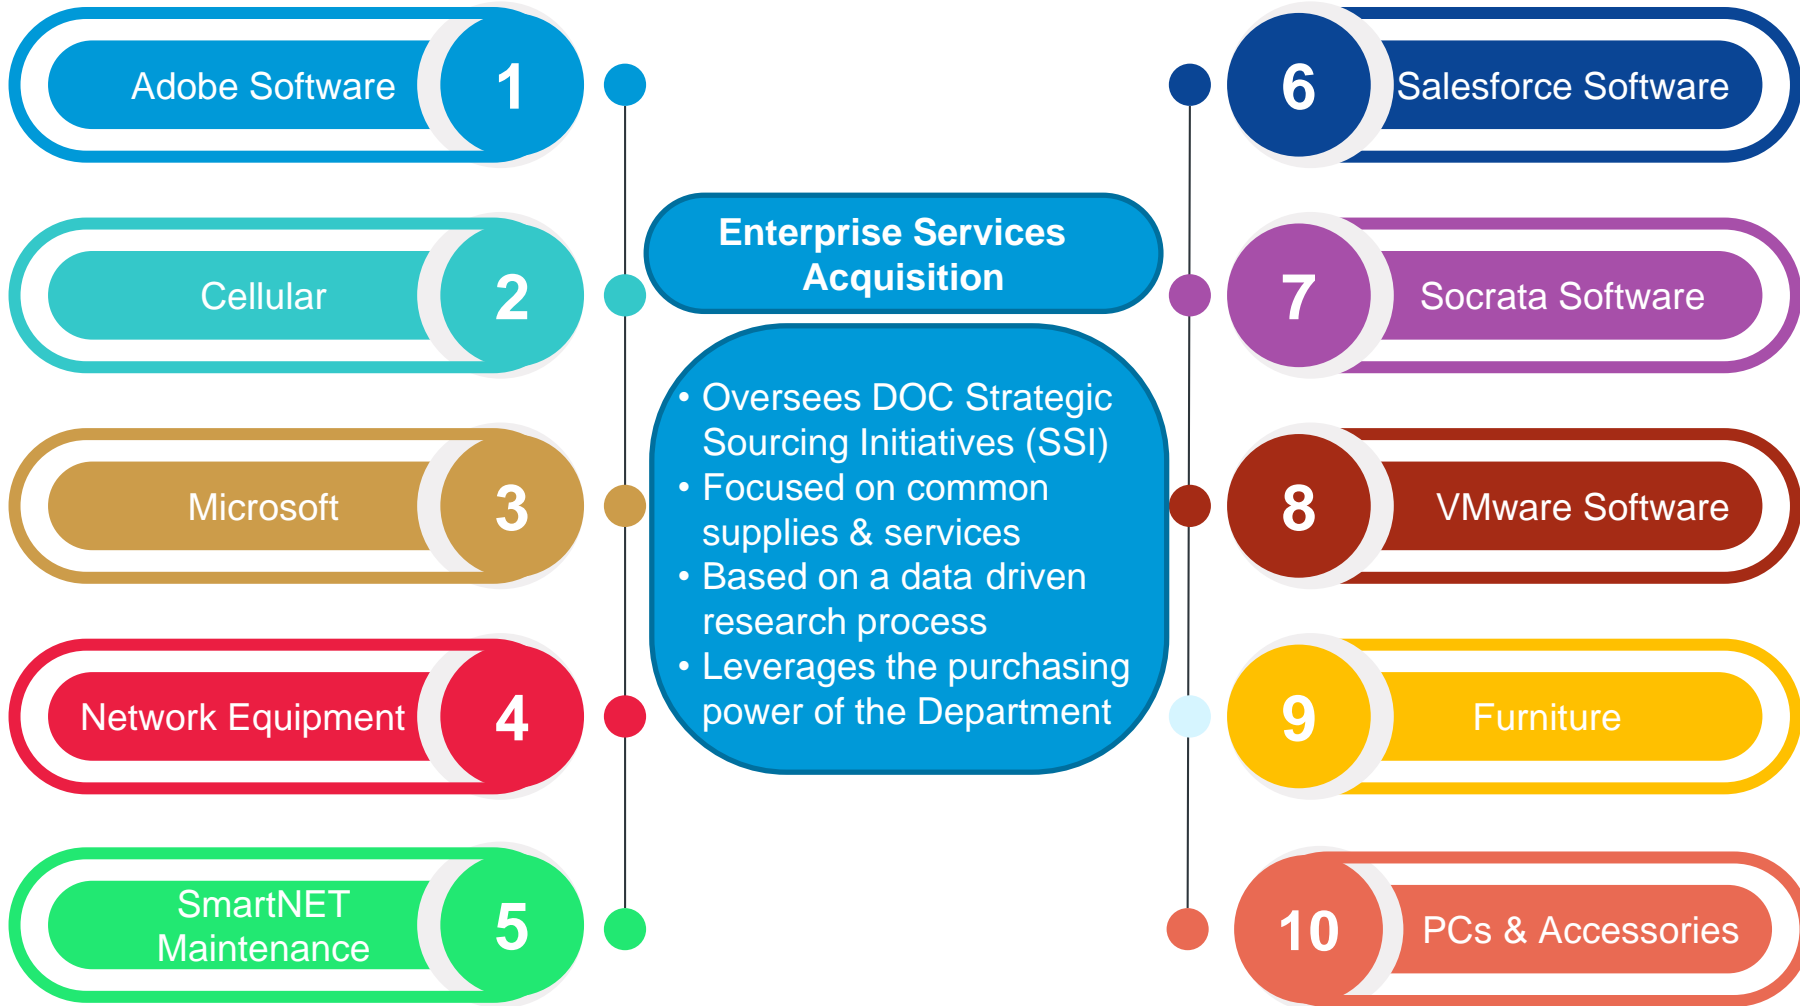 Adobe Software
1
Cellular
2
Microsoft
3
Network Equipment
4
SmartNET
Maintenance
5
Enterprise Services
Acquisition
• Oversees DOC Strategic
Sourcing Initiatives (SSI)
• Focused on common
supplies & services
• Based on a data driven
research process
• Leverages the purchasing
power of the Department
6
Salesforce Software
7
Socrata Software
8
VMware Software
9
Furniture
10
PCs & Accessories